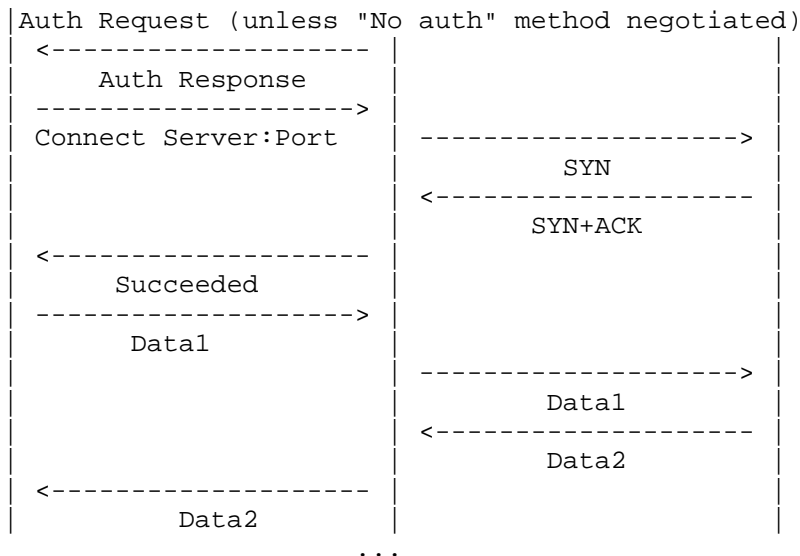 |Auth Request (unless "No auth" method negotiated)
| <--------------------- | |
| Auth Response | |
| ---------------------> | |
| Connect Server:Port | ---------------------> |
| | SYN |
| | <--------------------- |
| | SYN+ACK |
| <--------------------- | |
| Succeeded | |
| ---------------------> | |
| Data1 | |
| | ---------------------> |
| | Data1 |
| | <--------------------- |
| | Data2 |
| <--------------------- | |
| Data2 | |
...